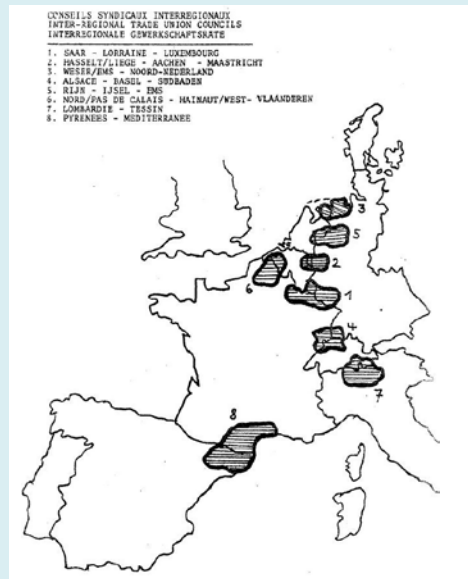 CONSEILS SYNDICAUX INTERREGIONAUX
INTER-REGIONAL TRADE UNION COUNCILS
INTERREGIONALE GEWERKSCHAFTSRATE
1. SAAR - LORRAINE - LUXEMBOURG
2. HASSELT/LIEGE - AACHEN - MAASTRICHT
3. WESER/EMS - NOORD-NEDERLAND
4. ALSACE - BASEL - SUDBADEN
5. RIJN - IJSEL - EMS
6. NORD/PAS DE CALAIS - HAINAUT/WEST- VLAANDEREN
7. LOMBARDIE - TESSIN
8. PYRENEES - MEDITERRANEE
3
5
2
6
1
4
7
8